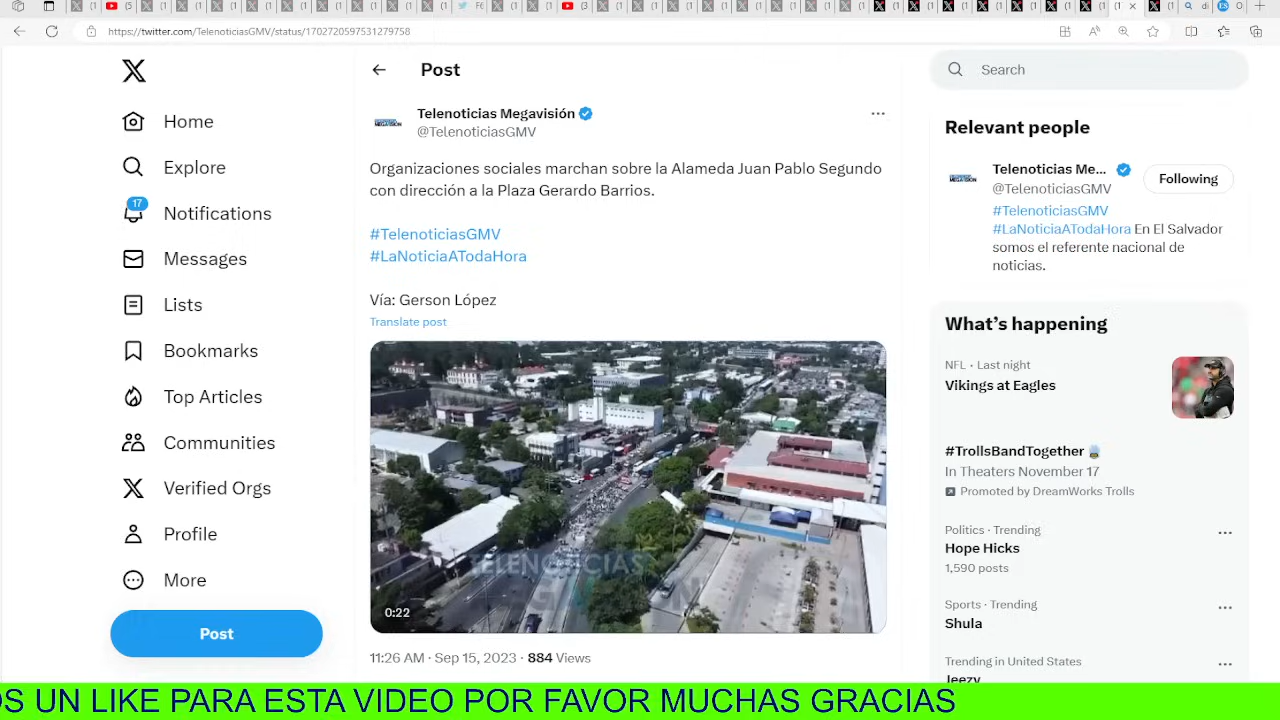 https://twitter.com/TelenoticiasGMV/status/1702720597531279758
Home
Explore
17
Notifications
Messages
Lists
Bookmarks
Top Articles
Communities
Verified Orgs
Profile
More
Post
Post
Telenoticias Megavisión
@TelenoticiasGMV
Organizaciones sociales marchan sobre la Alameda Juan Pablo Segundo
con dirección a la Plaza Gerardo Barrios.
#TelenoticiasGMV
#LaNoticiaATodaHora
Vía: Gerson López
Translate post
TELENOTICIAS
0:22
11:26 AM · Sep 15, 2023 · 884 Views
Search
Relevant people
Telenoticias Me...
Following
@TelenoticiasGMV
#TelenoticiasGMV
#LaNoticiaATodaHora En El Salvador
somos el referente nacional de
noticias.
What's happening
NFL · Last night
Vikings at Eagles
#TrollsBandTogether
In Theaters November 17
Promoted by DreamWorks Trolls
Politics · Trending
Hope Hicks
1,590 posts
Sports · Trending
Shula
Trending in United States
Jeezy
OS UN LIKE PARA ESTA VIDEO POR FAVOR MUCHAS GRACIAS